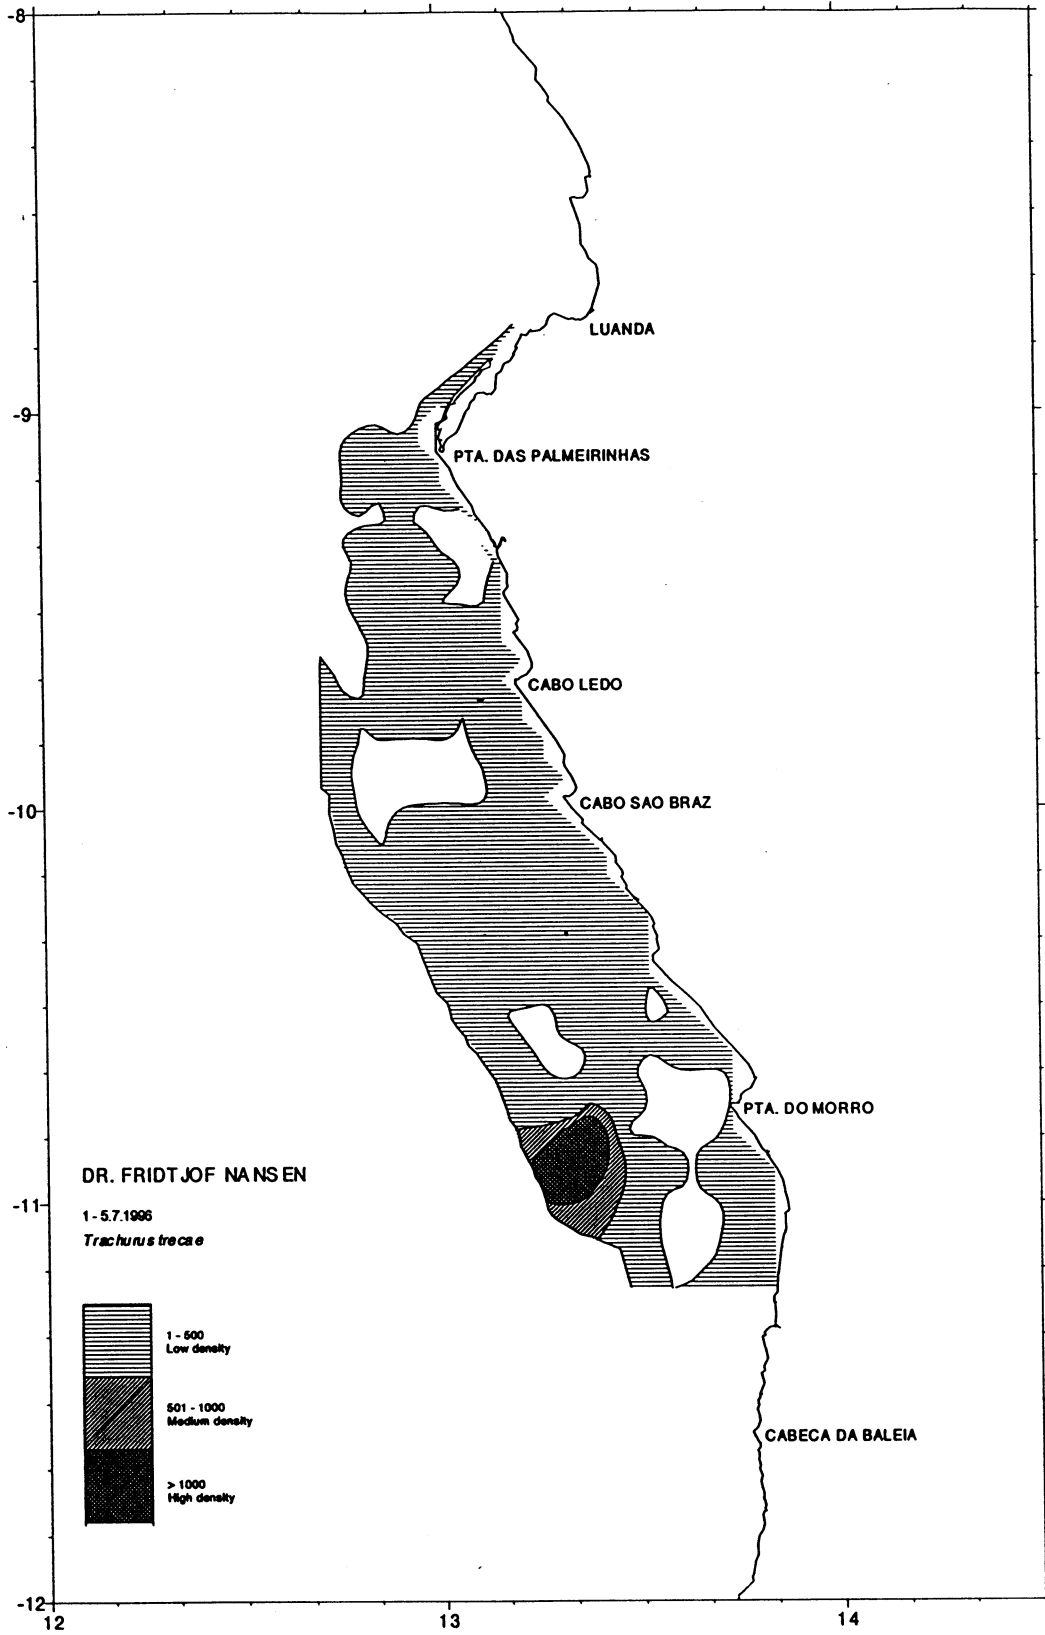 -8
LUANDA
-9
PTA. DAS PALMEIRINHAS
CABO LEDO
CABO SAO BRAZ
-10
PTA. DO MORRO
DR. FRIDTJOF NANSEN
-11
1 - 5.7.1996
Trachurus trecae
1 - 500
Low density
501 - 1000
Medium density
CABECA DA BALEIA
> 1000
High density
-12
12
13
14